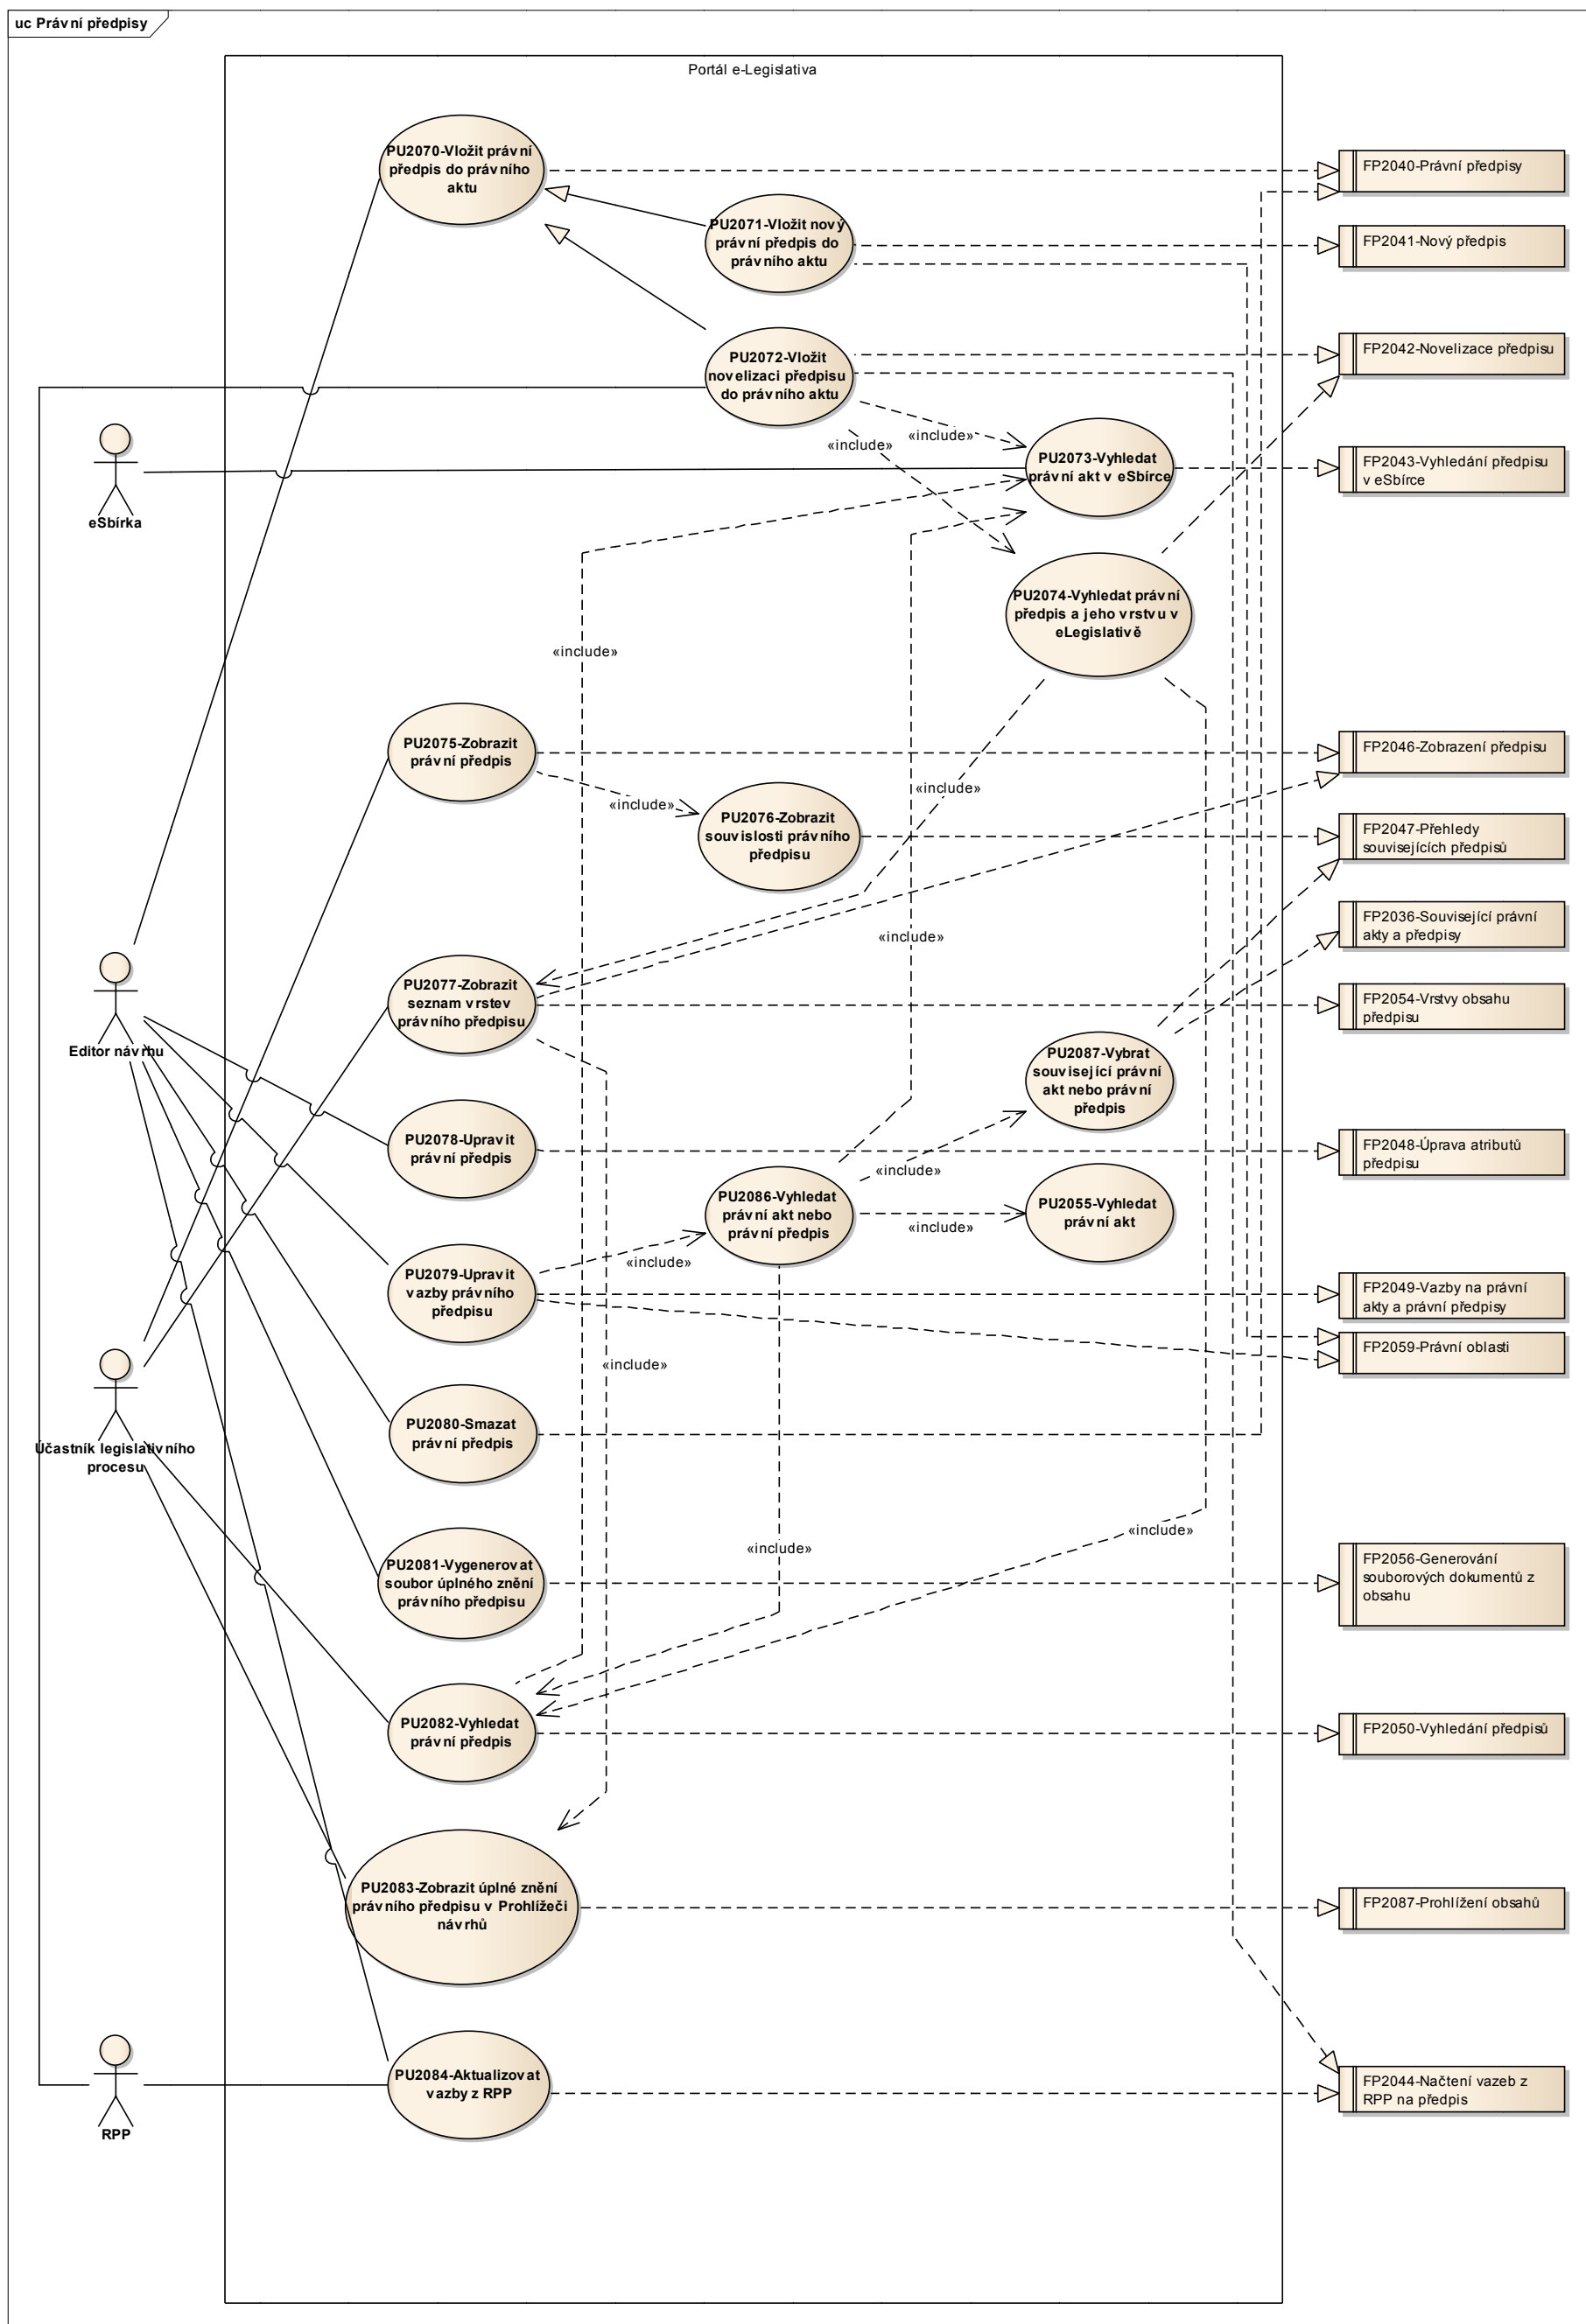 uc Právní předpisy
Portál e-Legislativa
PU2070-Vložit právní
předpis do právního
aktu
FP2040-Právní předpisy
PU2071-Vložit nový
právní předpis do
právního aktu
FP2041-Nový předpis
PU2072-Vložit
novelizaci předpisu
do právního aktu
FP2042-Novelizace předpisu
«include»
«include»
eSbírka
PU2073-Vyhledat
právní akt v eSbírce
FP2043-Vyhledání předpisu
v eSbírce
PU2074-Vyhledat právní
předpis a jeho vrstvu v
eLegislativě
«include»
PU2075-Zobrazit
právní předpis
FP2046-Zobrazení předpisu
«include»
«include»
PU2076-Zobrazit
souvislosti právního
předpisu
FP2047-Přehledy
souvisejících předpisů
«include»
FP2036-Související právní
akty a předpisy
Editor návrhu
PU2077-Zobrazit
seznam vrstev
právního předpisu
FP2054-Vrstvy obsahu
předpisu
PU2087-Vybrat
související právní
akt nebo právní
předpis
PU2078-Upravit
právní předpis
FP2048-Úprava atributů
předpisu
«include»
PU2086-Vyhledat
právní akt nebo
právní předpis
«include»
PU2055-Vyhledat
právní akt
«include»
PU2079-Upravit
vazby právního
předpisu
FP2049-Vazby na právní
akty a právní předpisy
FP2059-Právní oblasti
«include»
Účastník legislativního
procesu
PU2080-Smazat
právní předpis
«include»
«include»
PU2081-Vygenerovat
soubor úplného znění
právního předpisu
FP2056-Generování
souborových dokumentů z
obsahu
PU2082-Vyhledat
právní předpis
FP2050-Vyhledání předpisů
PU2083-Zobrazit úplné znění
právního předpisu v Prohlížeči
návrhů
FP2087-Prohlížení obsahů
RPP
PU2084-Aktualizovat
vazby z RPP
FP2044-Načtení vazeb z
RPP na předpis